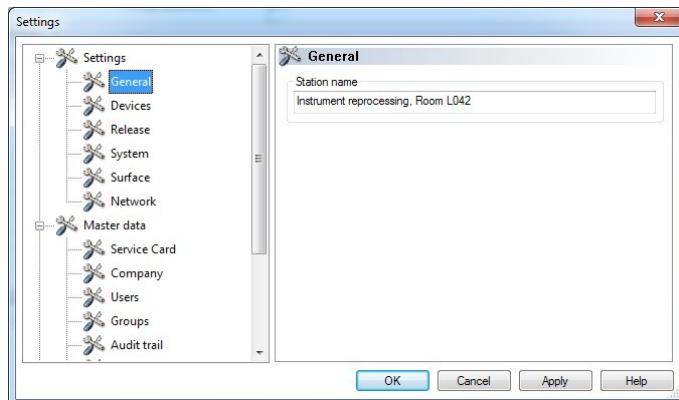 Settings
Settings
General
Devices
Release
System
Surface
Network
Master data
Service Card
Company
Users
Groups
Audit trail
General
Station name
Instrument reprocessing, Room L042
OK
Cancel
Apply
Help